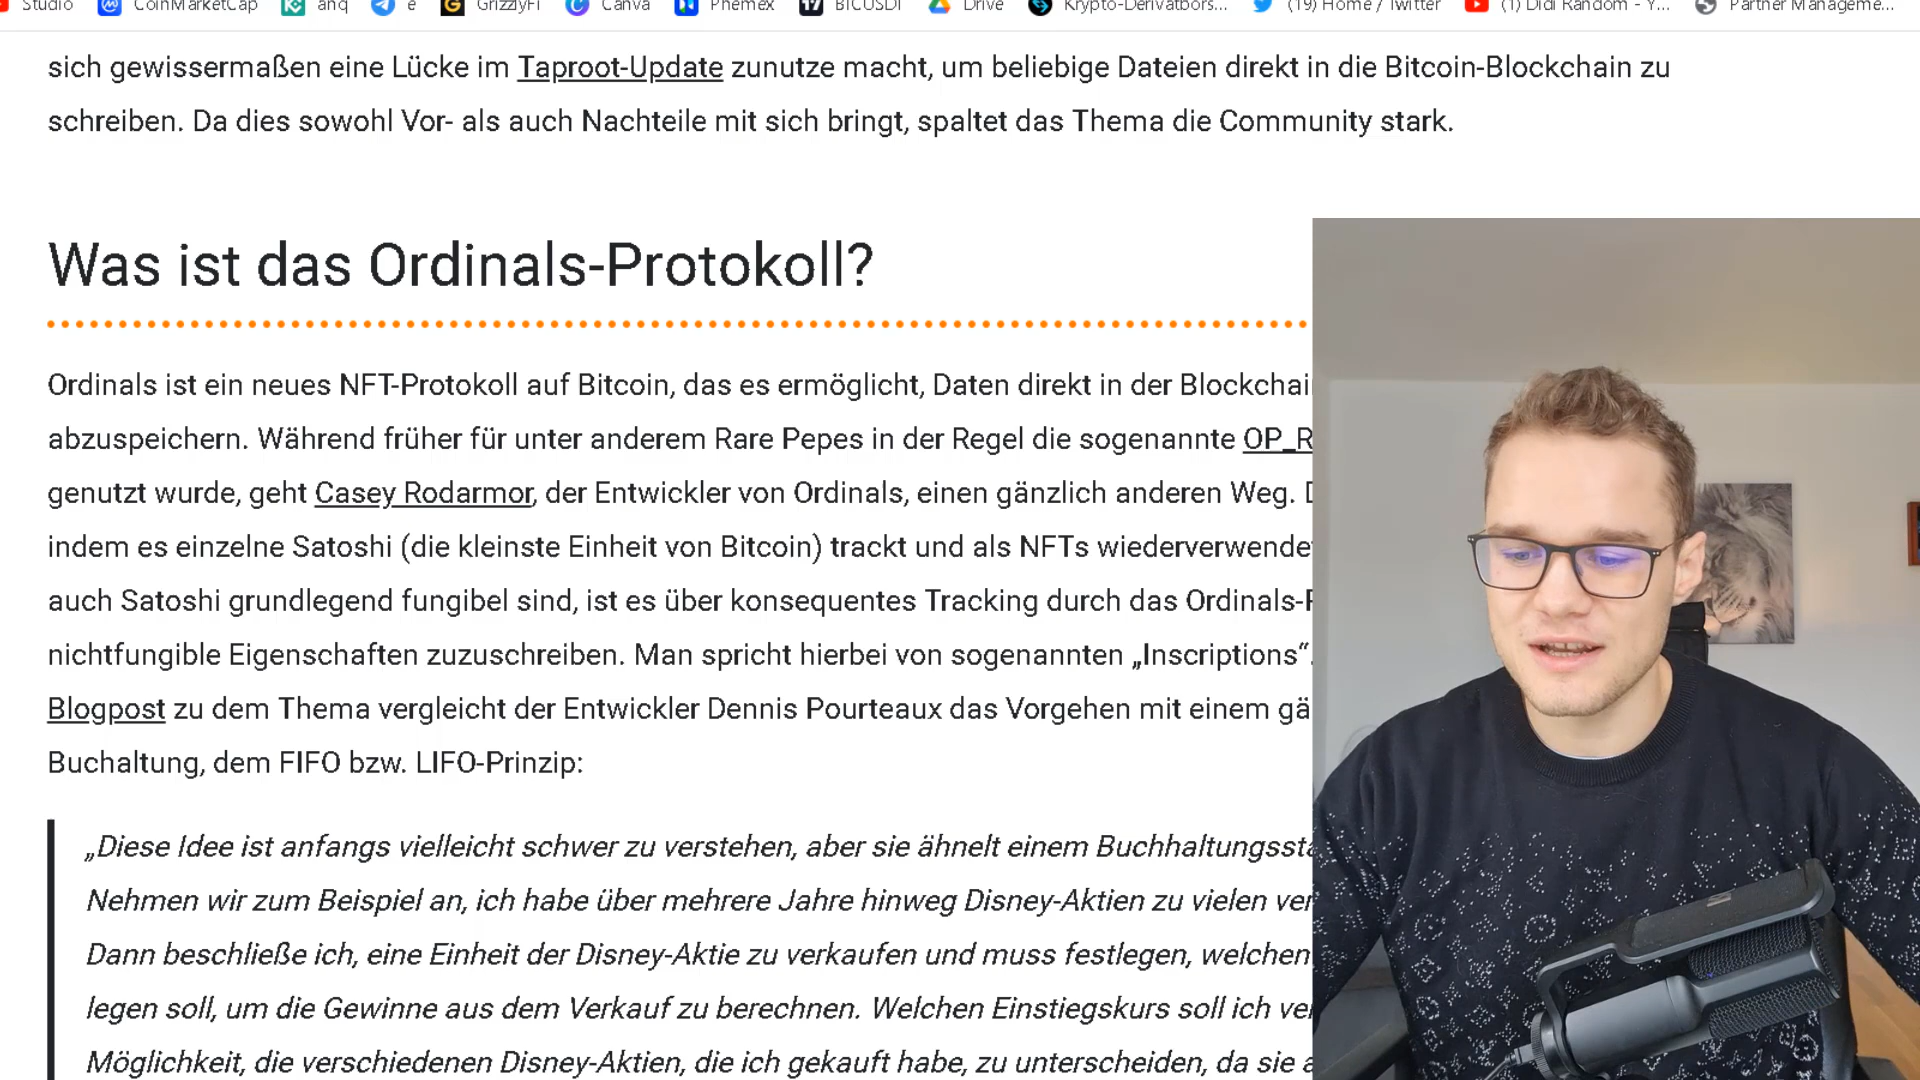 Studio CoinMarketCap anq e GrizzlyFi Canva Phemex BTCUSDT Drive Krypto-Derivatbörs... (19) Home / Twitter (1) Didi Random - Y... Partner Manageme...
sich gewissermaßen eine Lücke im Taproot-Update zunutze macht, um beliebige Dateien direkt in die Bitcoin-Blockchain zu
schreiben. Da dies sowohl Vor- als auch Nachteile mit sich bringt, spaltet das Thema die Community stark.
Was ist das Ordinals-Protokoll?
Ordinals ist ein neues NFT-Protokoll auf Bitcoin, das es ermöglicht, Daten direkt in der
abzuspeichern. Während früher für unter anderem Rare Pepes in der Regel die sogenannte
genutzt wurde, geht Casey Rodarmor, der Entwickler von Ordinals, einen gänzlich anderen Weg.
indem es einzelne Satoshi (die kleinste Einheit von Bitcoin) trackt und als NFTs
auch Satoshi grundlegend fungibel sind, ist es über konsequentes Tracking durch das
nichtfungible Eigenschaften zuzuschreiben. Man spricht hierbei von sogenannten „Inscriptions“.
Blogpost zu dem Thema vergleicht der Entwickler Dennis Pourteaux das Vorgehen mit einem
Buchaltung, dem FIFO bzw. LIFO-Prinzip:
„Diese Idee ist anfangs vielleicht schwer zu verstehen, aber sie ähnelt einem
Nehmen wir zum Beispiel an, ich habe über mehrere Jahre hinweg Disney-Aktien zu vielen
Dann beschließe ich, eine Einheit der Disney-Aktie zu verkaufen und muss festlegen, welchen
legen soll, um die Gewinne aus dem Verkauf zu berechnen. Welchen Einstiegskurs soll ich
Möglichkeit, die verschiedenen Disney-Aktien, die ich gekauft habe, zu unterscheiden, da sie